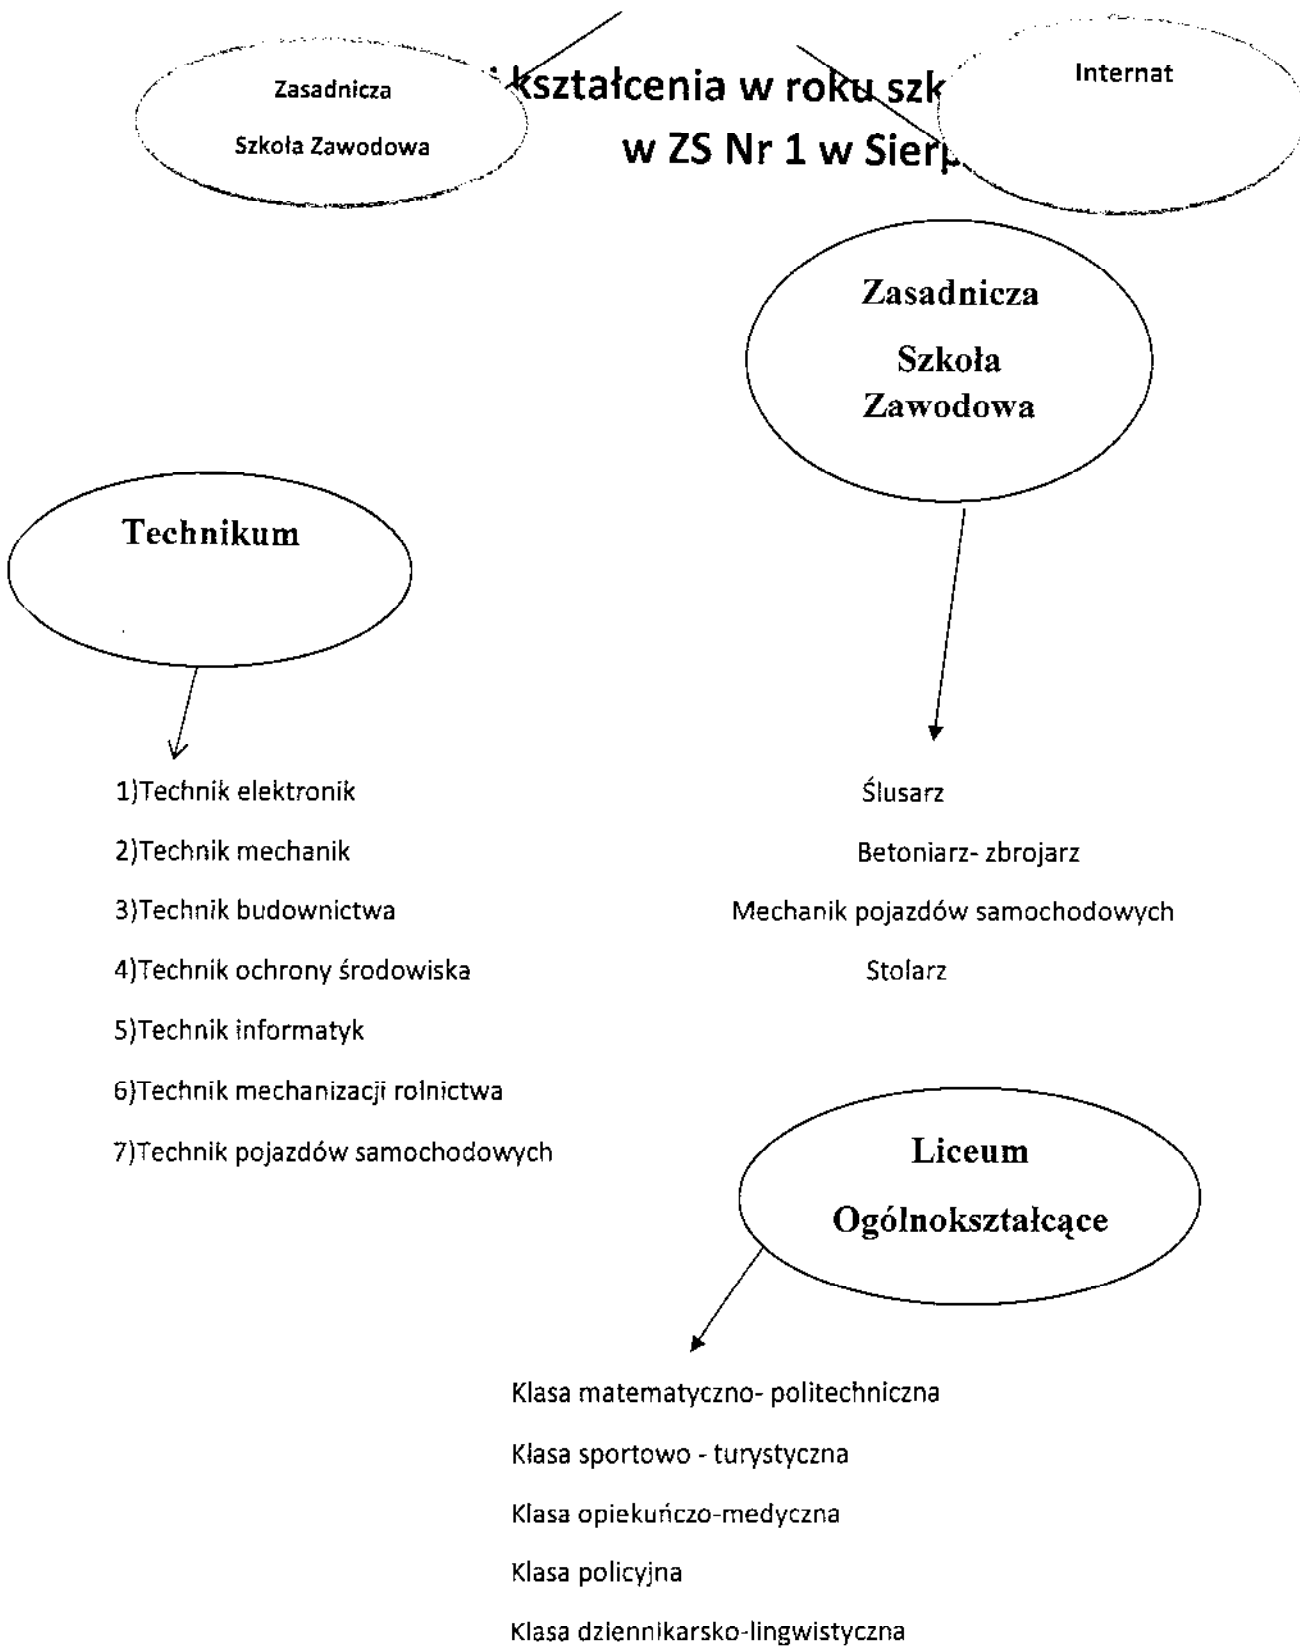 Zasadnicza
Szkoła Zawodowa
kształcenia w roku
w ZS Nr 1 w
Internat
Zasadnicza
Szkoła
Zawodowa
Technikum
1)Technik elektronik
2)Technik mechanik
3)Technik budownictwa
4)Technik ochrony środowiska
5)Technik informatyk
6)Technik mechanizacji rolnictwa
7)Technik pojazdów samochodowych
Ślusarz
Betoniarz- zbrojarz
Mechanik pojazdów samochodowych
Stolarz
Liceum
Ogólnokształcące
Klasa matematyczno- politechniczna
Klasa sportowo - turystyczna
Klasa opiekuńczo-medyczna
Klasa policyjna
Klasa dziennikarsko-lingwistyczna